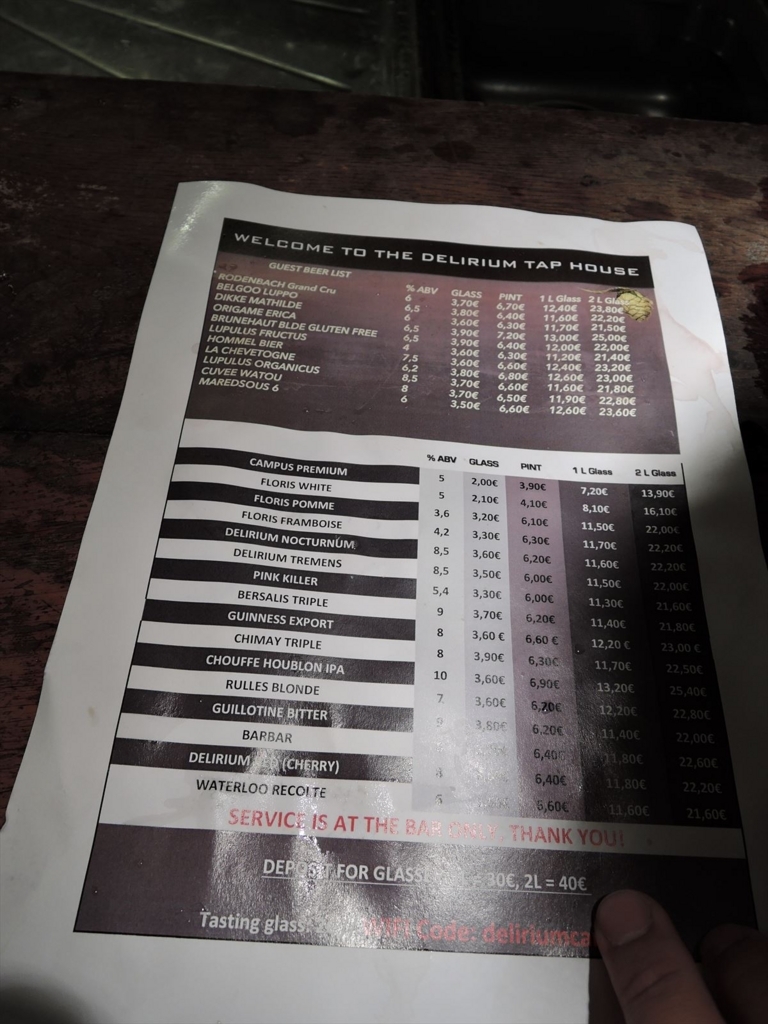 WELCOME TO THE DELIRIUM TAP HOUSE
GUEST BEER LIST % ABV GLASS PINT 1 L Glass 2 L Glass
RODENBACH Grand Cru 6 3,70€ 6,70€ 12,40€ 23,80€
BELGOO LUPPO 6,5 3,80€ 6,40€ 11,60€ 22,20€
DIKKE MATHILDE 6 3,60€ 6,30€ 11,70€ 21,50€
ORIGAME ERICA 6,5 3,90€ 7,20€ 13,00€ 25,00€
BRUNEHAUT BLDE GLUTEN FREE 6,5 3,90€ 6,40€ 12,00€ 22,00€
LUPULUS FRUCTUS 4 3,60€ 6,30€ 11,20€ 21,40€
HOMMEL BIER 7,5 3,60€ 6,60€ 12,40€ 23,20€
LA CHEVETOGNE 6,2 3,80€ 6,80€ 12,60€ 23,00€
LUPULUS ORGANICUS 8,5 3,70€ 6,60€ 11,60€ 21,80€
CUVEE WATOU 8 3,70€ 6,50€ 11,90€ 22,80€
MAREDSOUS 6 6 3,50€ 6,60€ 12,60€ 23,60€
% ABV GLASS PINT 1 L Glass 2 L Glass
CAMPUS PREMIUM 5 2,00€ 3,90€ 7,20€ 13,90€
FLORIS WHITE 5 2,10€ 4,10€ 8,10€ 16,10€
FLORIS POMME 3,6 3,20€ 6,10€ 11,50€ 22,00€
FLORIS FRAMBOISE 4,2 3,30€ 6,30€ 11,70€ 22,20€
DELIRIUM NOCTURNUM 8,5 3,60€ 6,20€ 11,60€ 22,20€
DELIRIUM TREMENS 8,5 3,50€ 6,00€ 11,50€ 22,00€
PINK KILLER 5,4 3,30€ 6,00€ 11,30€ 21,60€
BERSALIS TRIPLE 9 3,70€ 6,20€ 11,40€ 21,80€
GUINNESS EXPORT 8 3,60 € 6,60 € 12,20 € 23,00 €
CHIMAY TRIPLE 8 3,90€ 6,30€ 11,70€ 22,50€
CHOUFFE HOUBLON IPA 10 3,60€ 6,90€ 13,20€ 25,40€
RULLES BLONDE 7 3,60€ 6,20€ 12,20€ 22,80€
GUILLOTINE BITTER 3,80€ 6,20€ 11,40€ 22,00€
BARBAR 6,40€ 11,80€ 22,60€
DELIRIUM (CHERRY) 6,40€ 11,80€ 22,20€
WATERLOO RECOLTE 6,60€ 11,60€ 21,60€
SERVICE IS AT THE BAR ONLY, THANK YOU!
DEPOSIT FOR GLASS 30€, 2L = 40€
Tasting glass WIFI Code: deliriumca